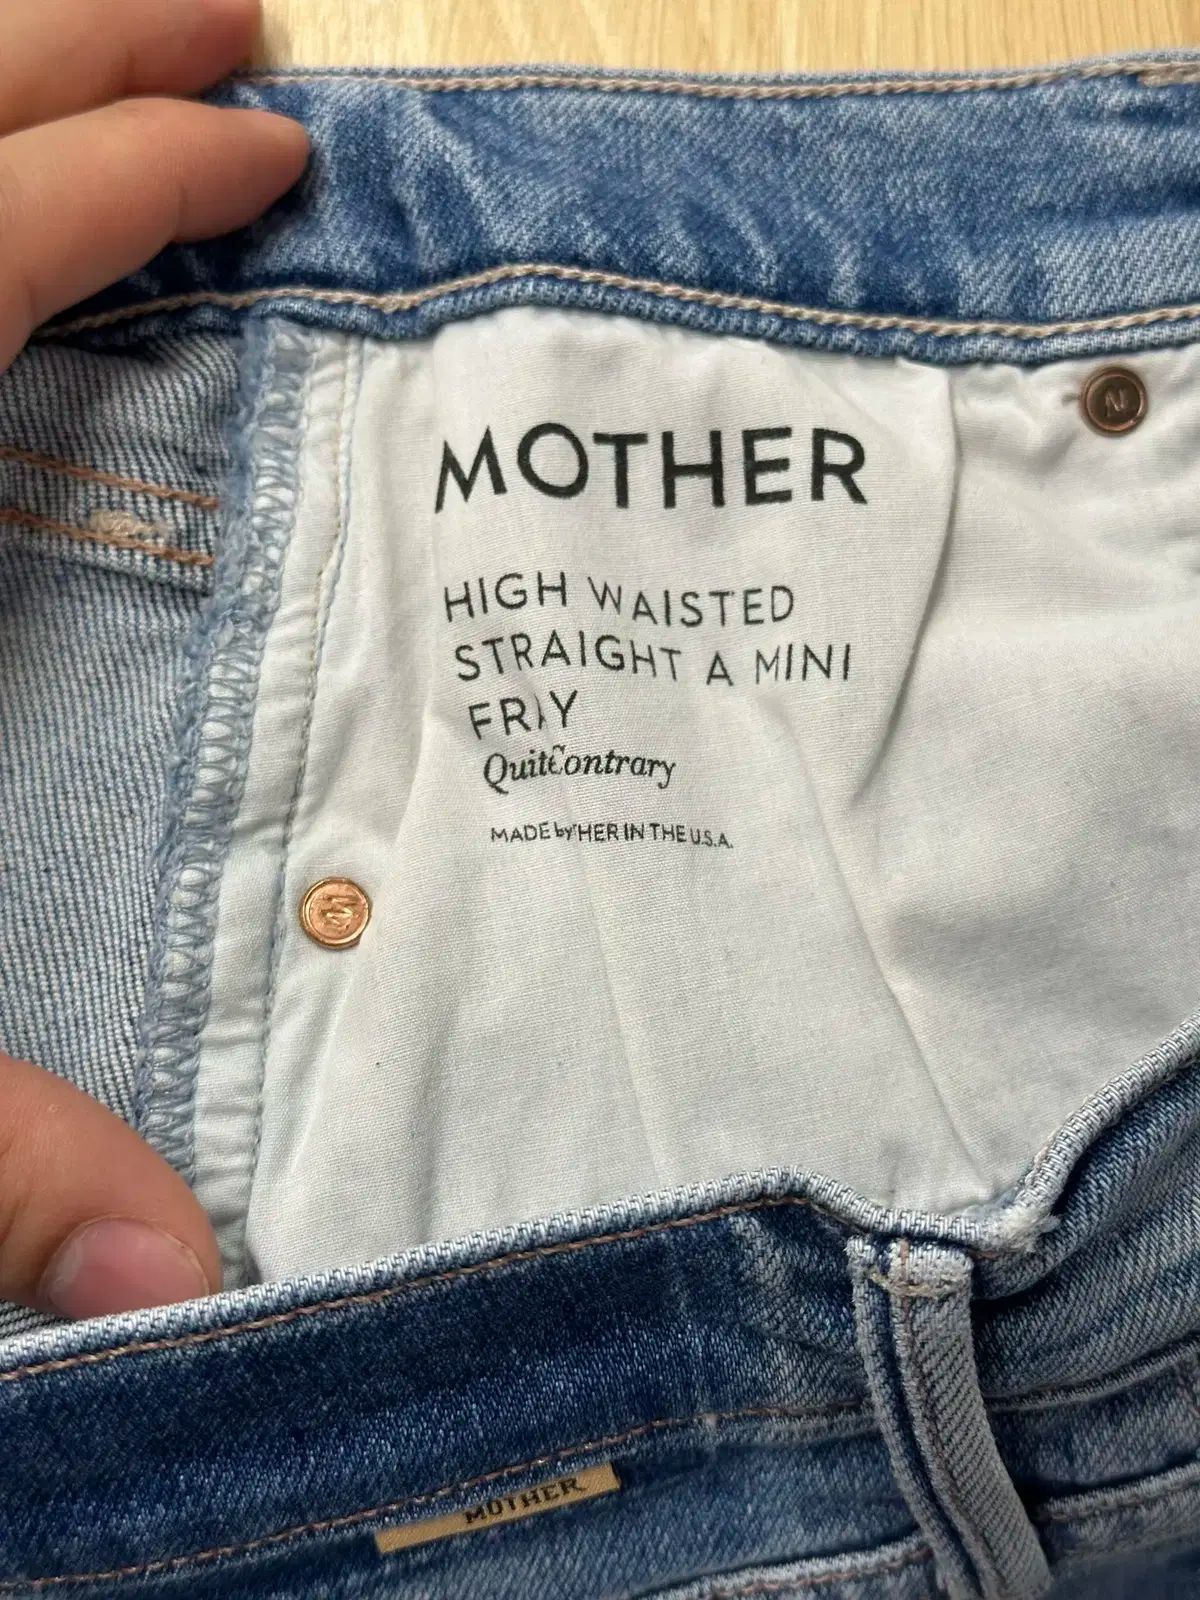 MOTHER
HIGH WAISTED
STRAIGHT A MINI
FRAY
QuiteContrary
MADE by HER IN THE U.S.A.
M
M
MOTHER